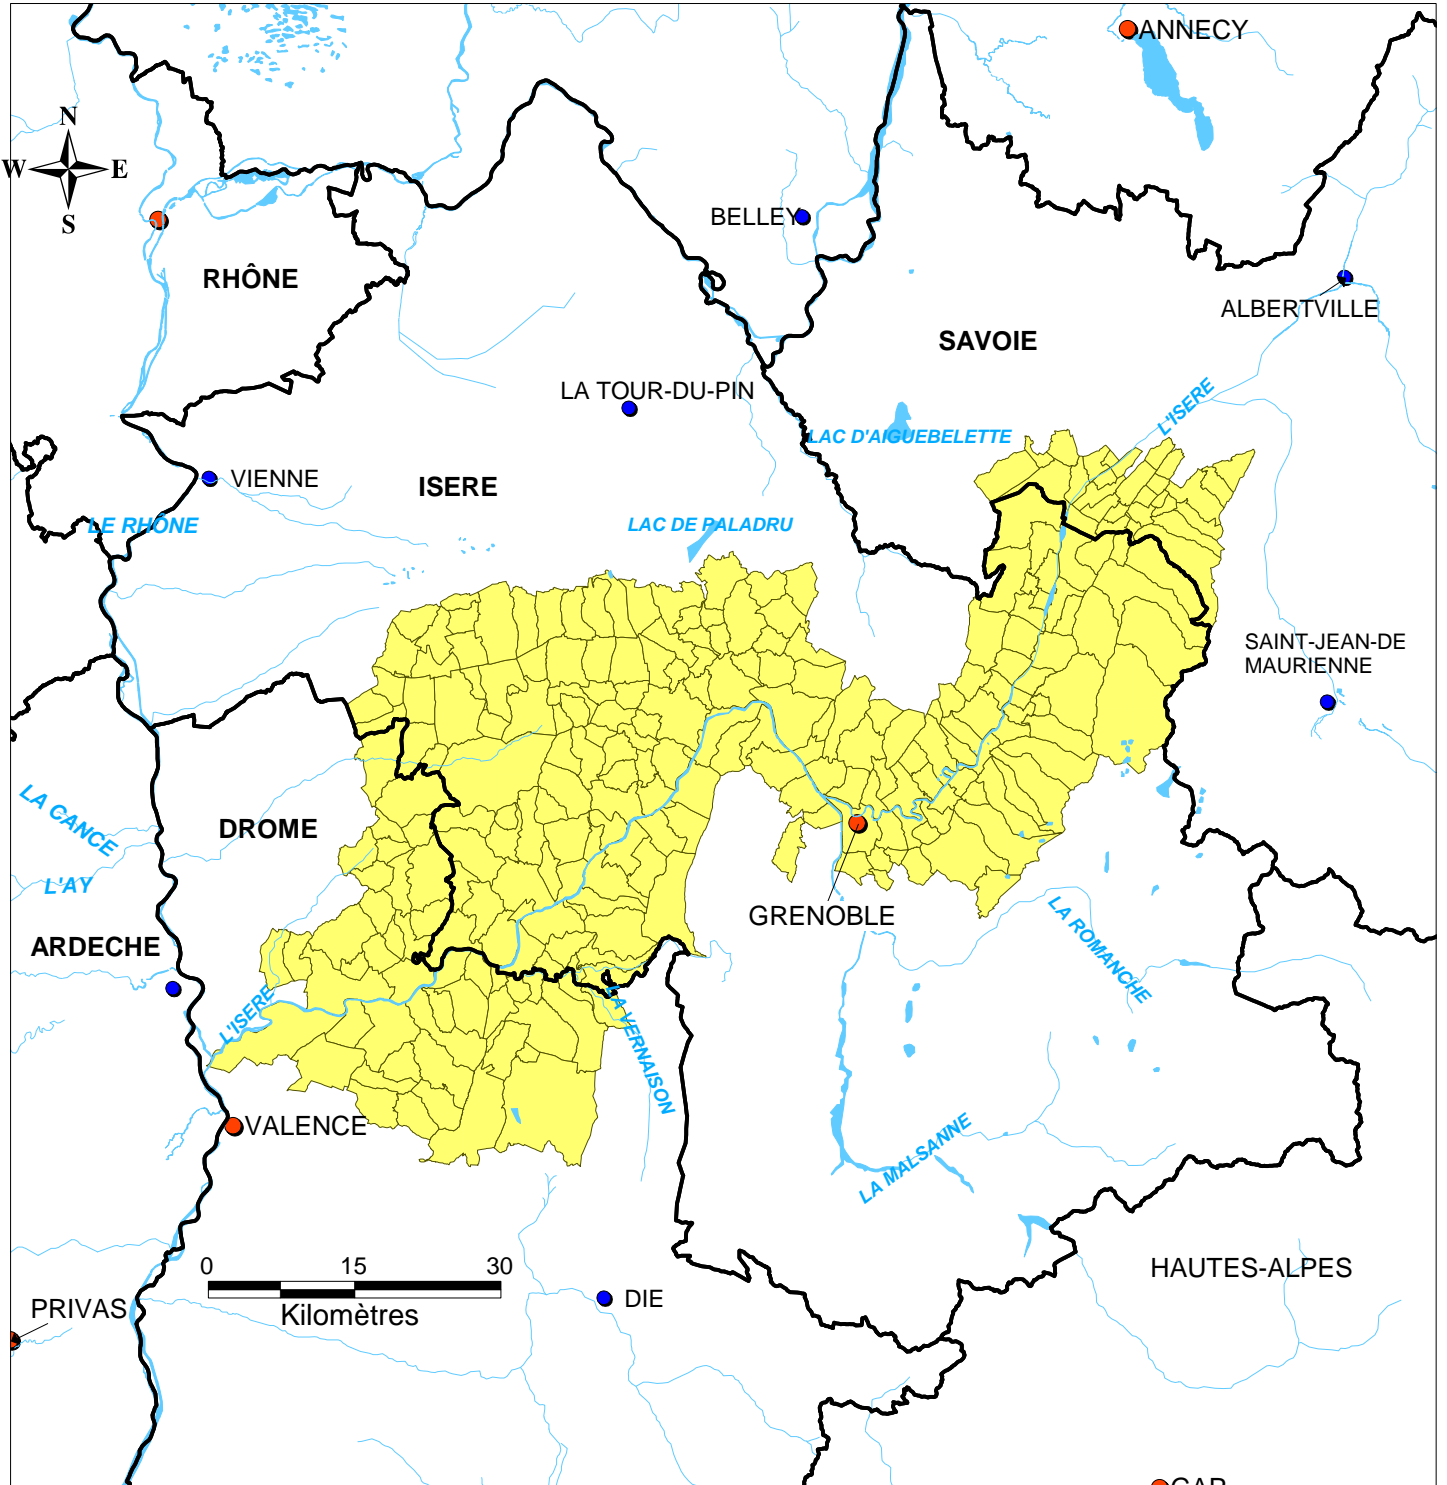 ANNECY
N
W
E
S
BELLEY
RHÔNE
ALBERTVILLE
SAVOIE
LA TOUR-DU-PIN
L'ISERE
LAC D'AIGUEBELETTE
VIENNE
ISERE
LE RHÔNE
LAC DE PALADRU
SAINT-JEAN-DE
MAURIENNE
LA CANCE
DROME
L'AY
GRENOBLE
LA ROMANCHE
ARDECHE
L'ISERE
LA VERNAISON
VALENCE
LA MALSANNE
0 15 30
Kilomètres
HAUTES-ALPES
PRIVAS
DIE
GAP